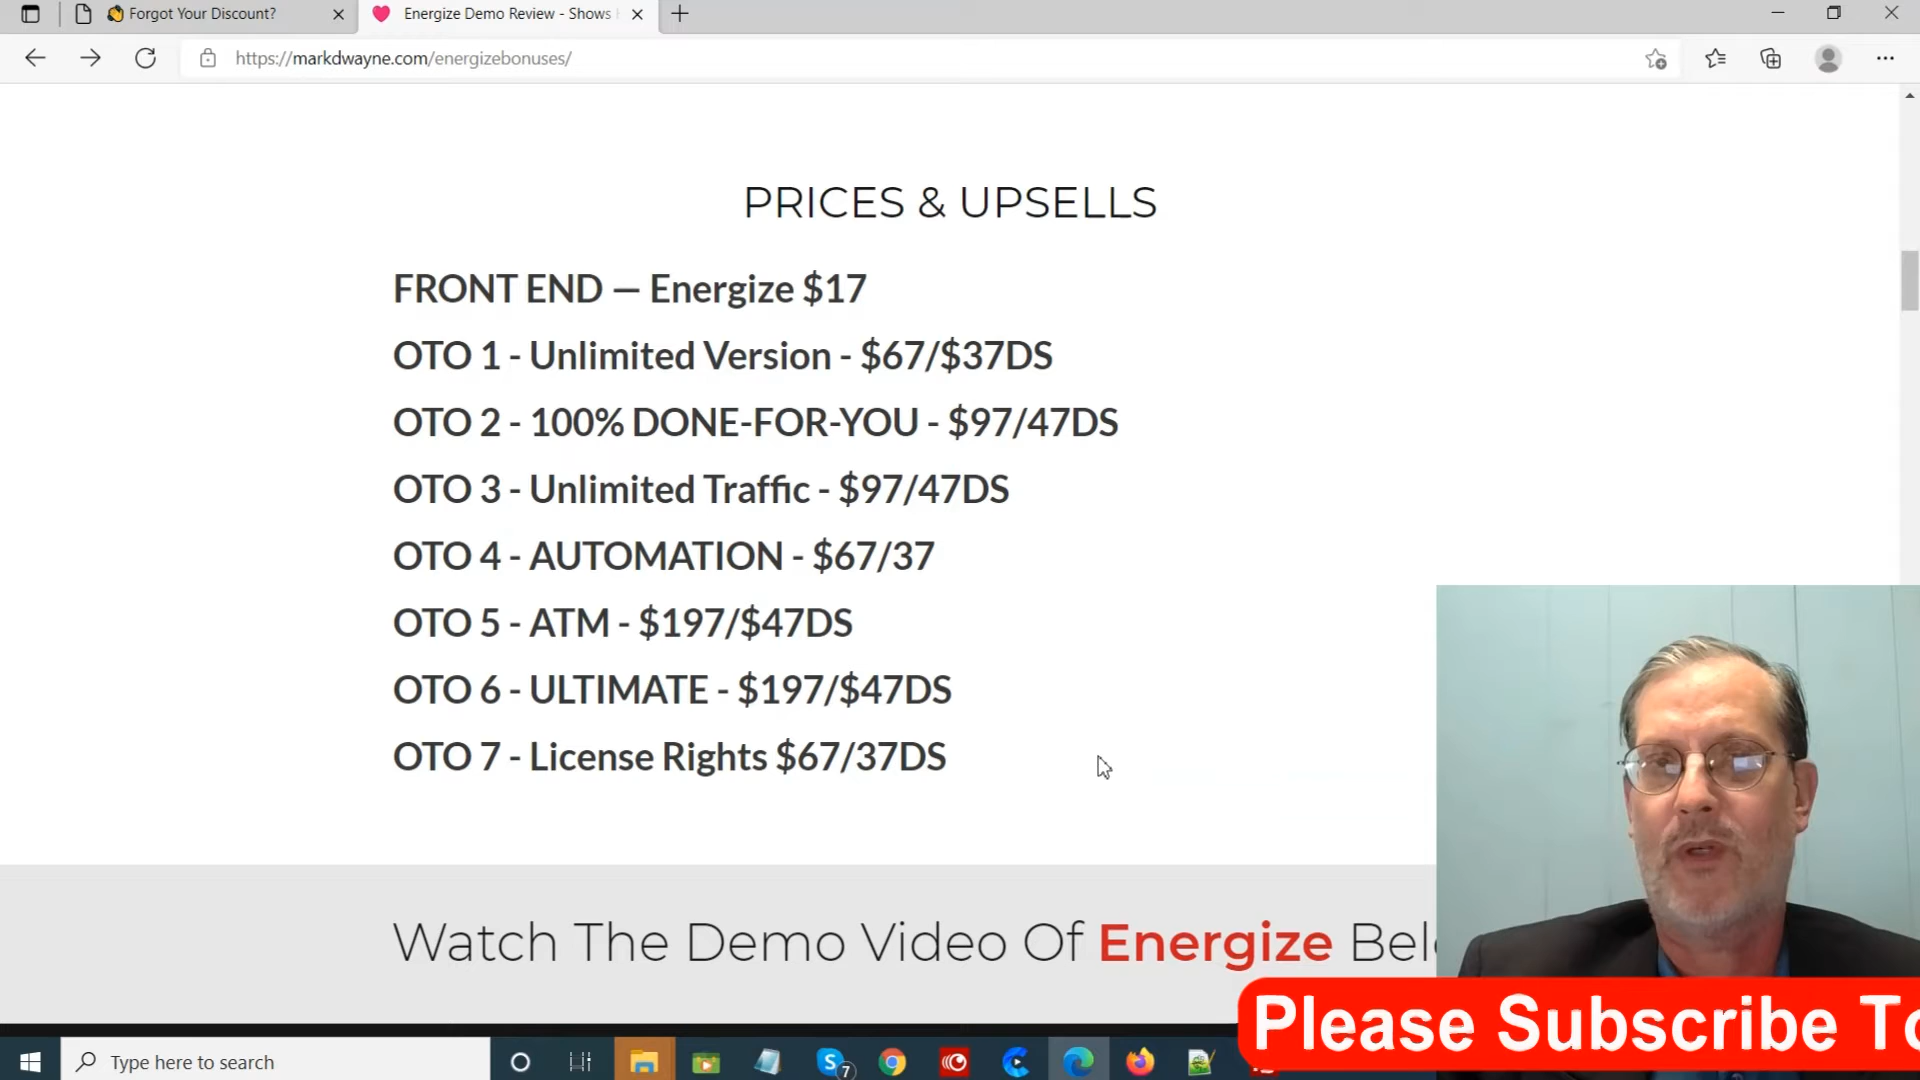 Forgot Your Discount?
Energize Demo Review - Shows
https://markdwayne.com/energizebonuses/
PRICES & UPSELLS
FRONT END — Energize $17
OTO 1 - Unlimited Version - $67/$37DS
OTO 2 - 100% DONE-FOR-YOU - $97/47DS
OTO 3 - Unlimited Traffic - $97/47DS
OTO 4 - AUTOMATION - $67/37
OTO 5 - ATM - $197/$47DS
OTO 6 - ULTIMATE - $197/$47DS
OTO 7 - License Rights $67/37DS
Watch The Demo Video Of Energize
Please Subscribe To
Type here to search
7